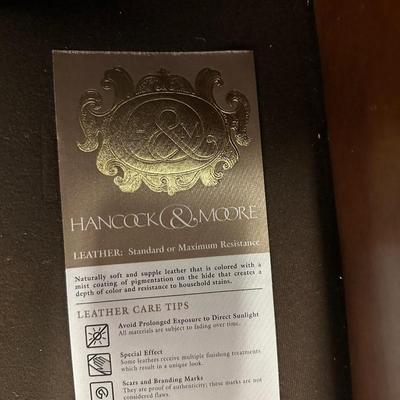 H & M
HANCOCK & MOORE
LEATHER: Standard or Maximum Resistance
Naturally soft and supple leather that is colored with a
mist coating of pigmentation on the hide that creates a
depth of color and resistance to household stains.
LEATHER CARE TIPS
Avoid Prolonged Exposure to Direct Sunlight
All materials are subject to fading over time.
Special Effect
Some leathers receive multiple finishing treatments
which result in a unique look.
Scars and Branding Marks
They are proof of authenticity; these marks are not
considered flaws.